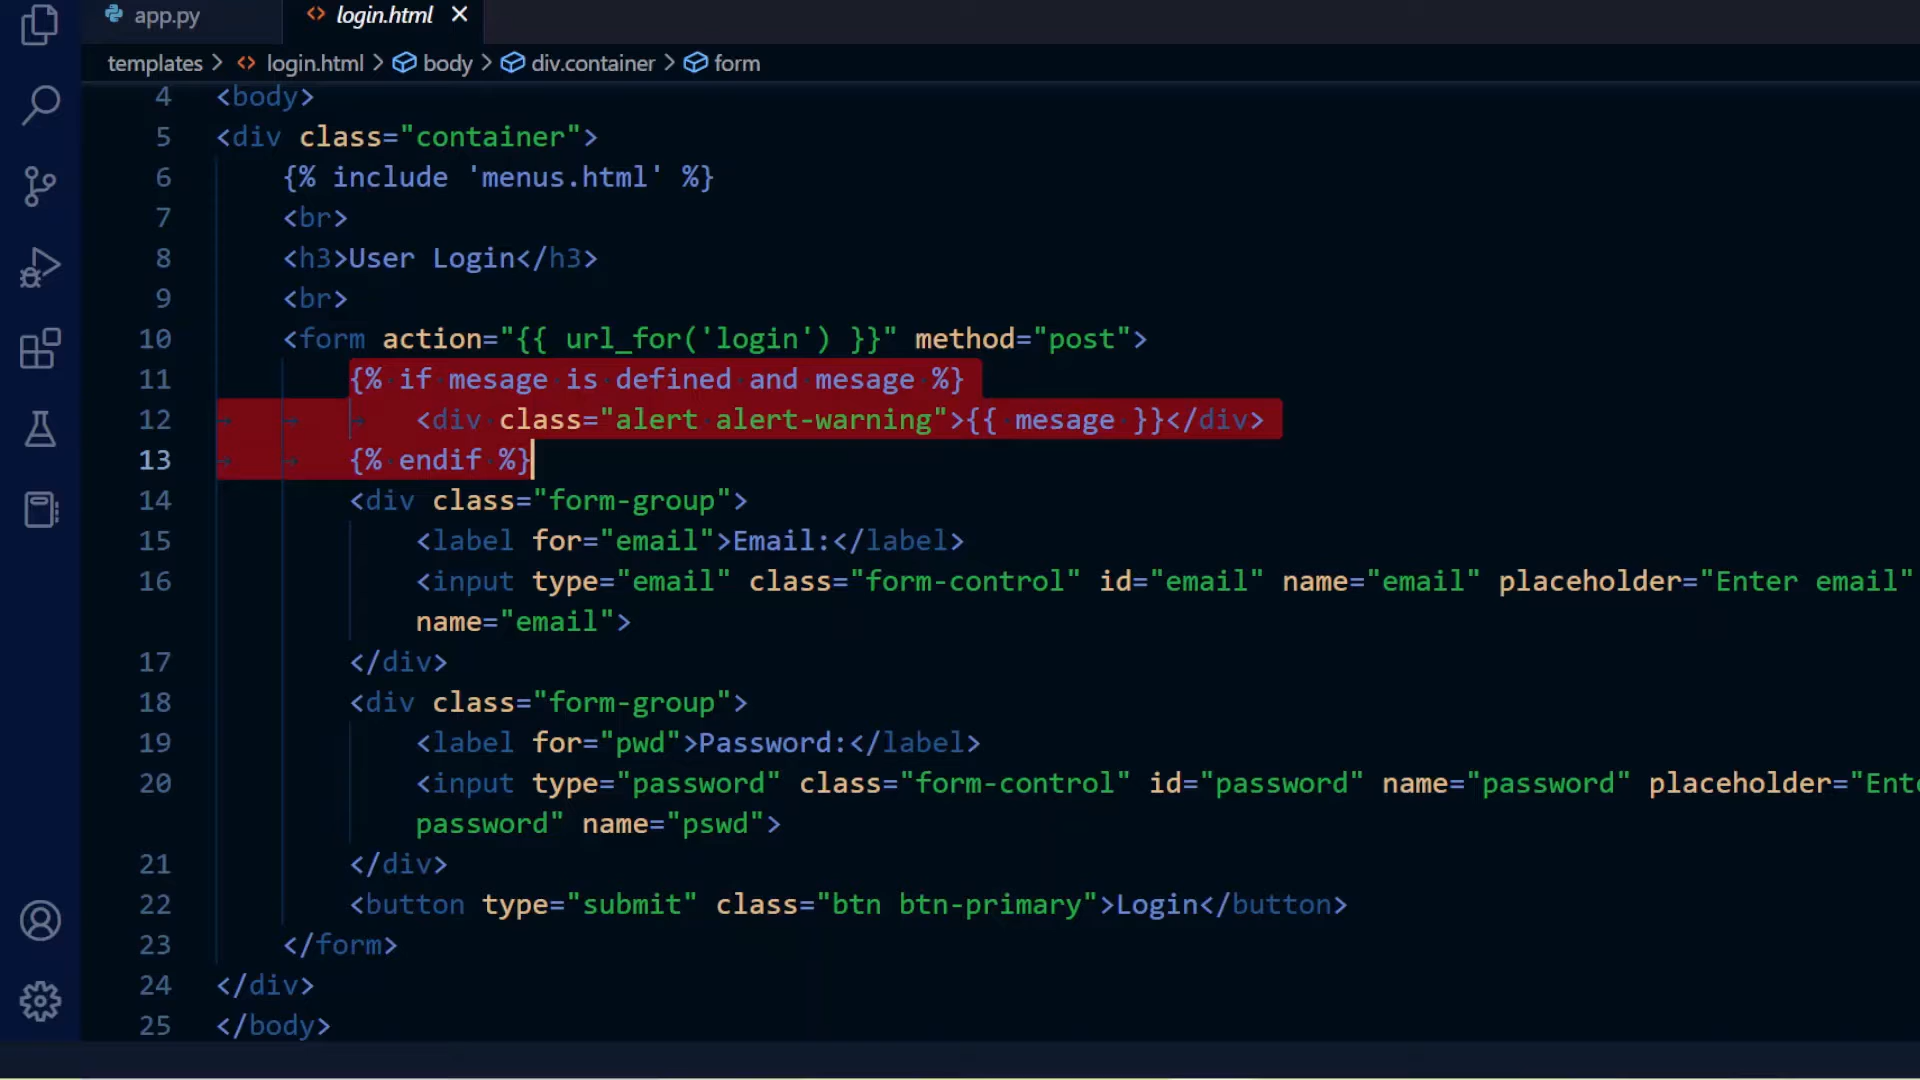 app.py
login.html
templates > login.html > body > div.container > form
4 <body>
5 <div class="container">
6 {% include 'menus.html' %}
7 <br>
8 <h3>User Login</h3>
9 <br>
10 <form action="{{ url_for('login') }}" method="post">
11 {% if mesage is defined and mesage %}
12 <div class="alert alert-warning">{{ mesage }}</div>
13 {% endif %}
14 <div class="form-group">
15 <label for="email">Email:</label>
16 <input type="email" class="form-control" id="email" name="email" placeholder="Enter email"
name="email">
17 </div>
18 <div class="form-group">
19 <label for="pwd">Password:</label>
20 <input type="password" class="form-control" id="password" name="password" placeholder="Ente
password" name="pswd">
21 </div>
22 <button type="submit" class="btn btn-primary">Login</button>
23 </form>
24 </div>
25 </body>